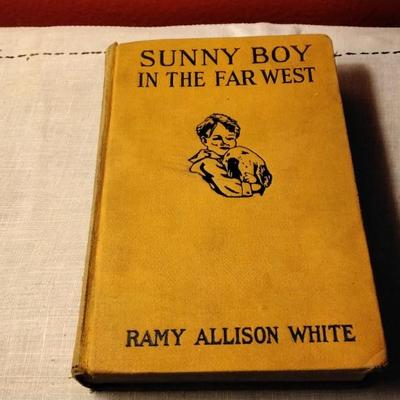 SUNNY BOY
IN THE FAR WEST
RAMY ALLISON WHITE